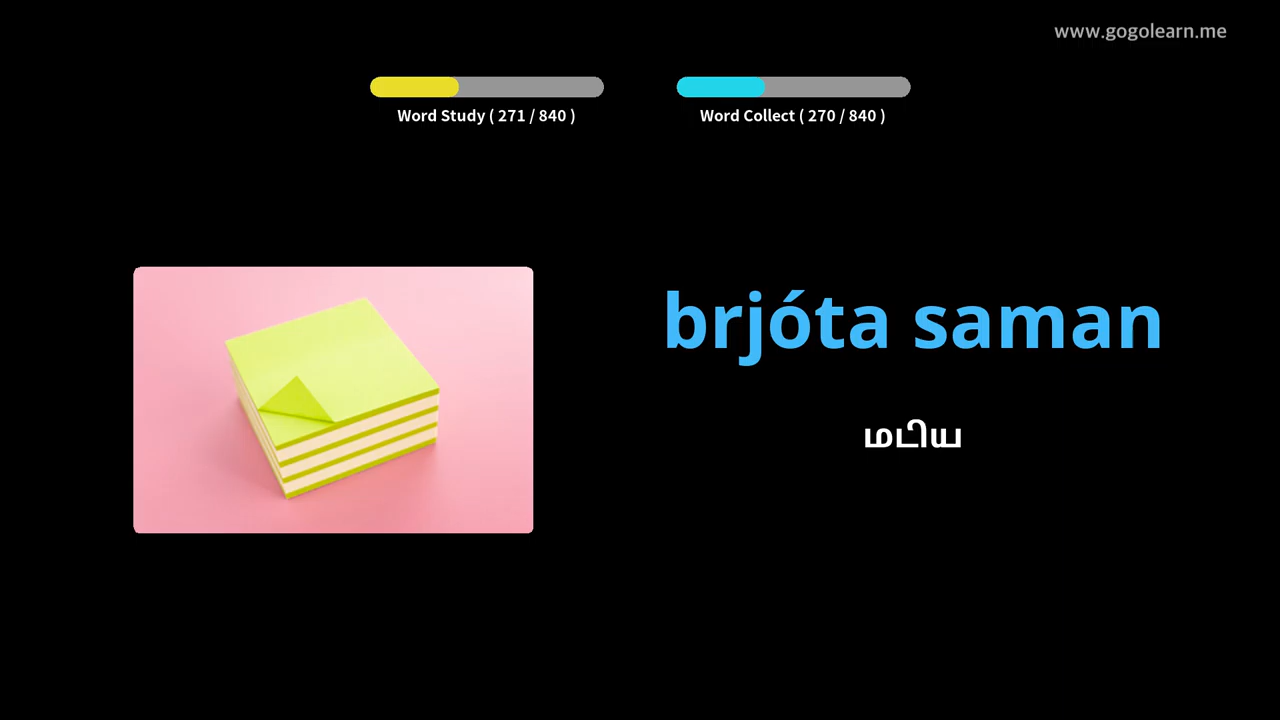 www.gogolearn.me
Word Study ( 271 / 840 )
Word Collect ( 270 / 840 )
brjóta saman
மடிய